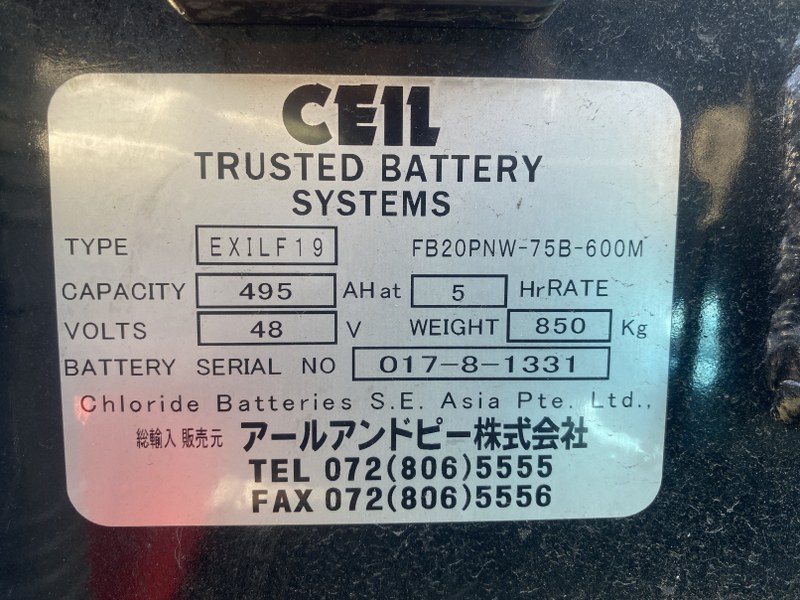 CEIL
TRUSTED BATTERY
SYSTEMS
TYPE EXILF19 FB20PNW-75B-600M
CAPACITY 495 AH at 5 HrRATE
VOLTS 48 V WEIGHT 850 Kg
BATTERY SERIAL NO 017-8-1331
Chloride Batteries S.E. Asia Pte. Ltd.,
総輸入 販売元 アールアンドピー株式会社
TEL 072(806)5555
FAX 072(806)5556